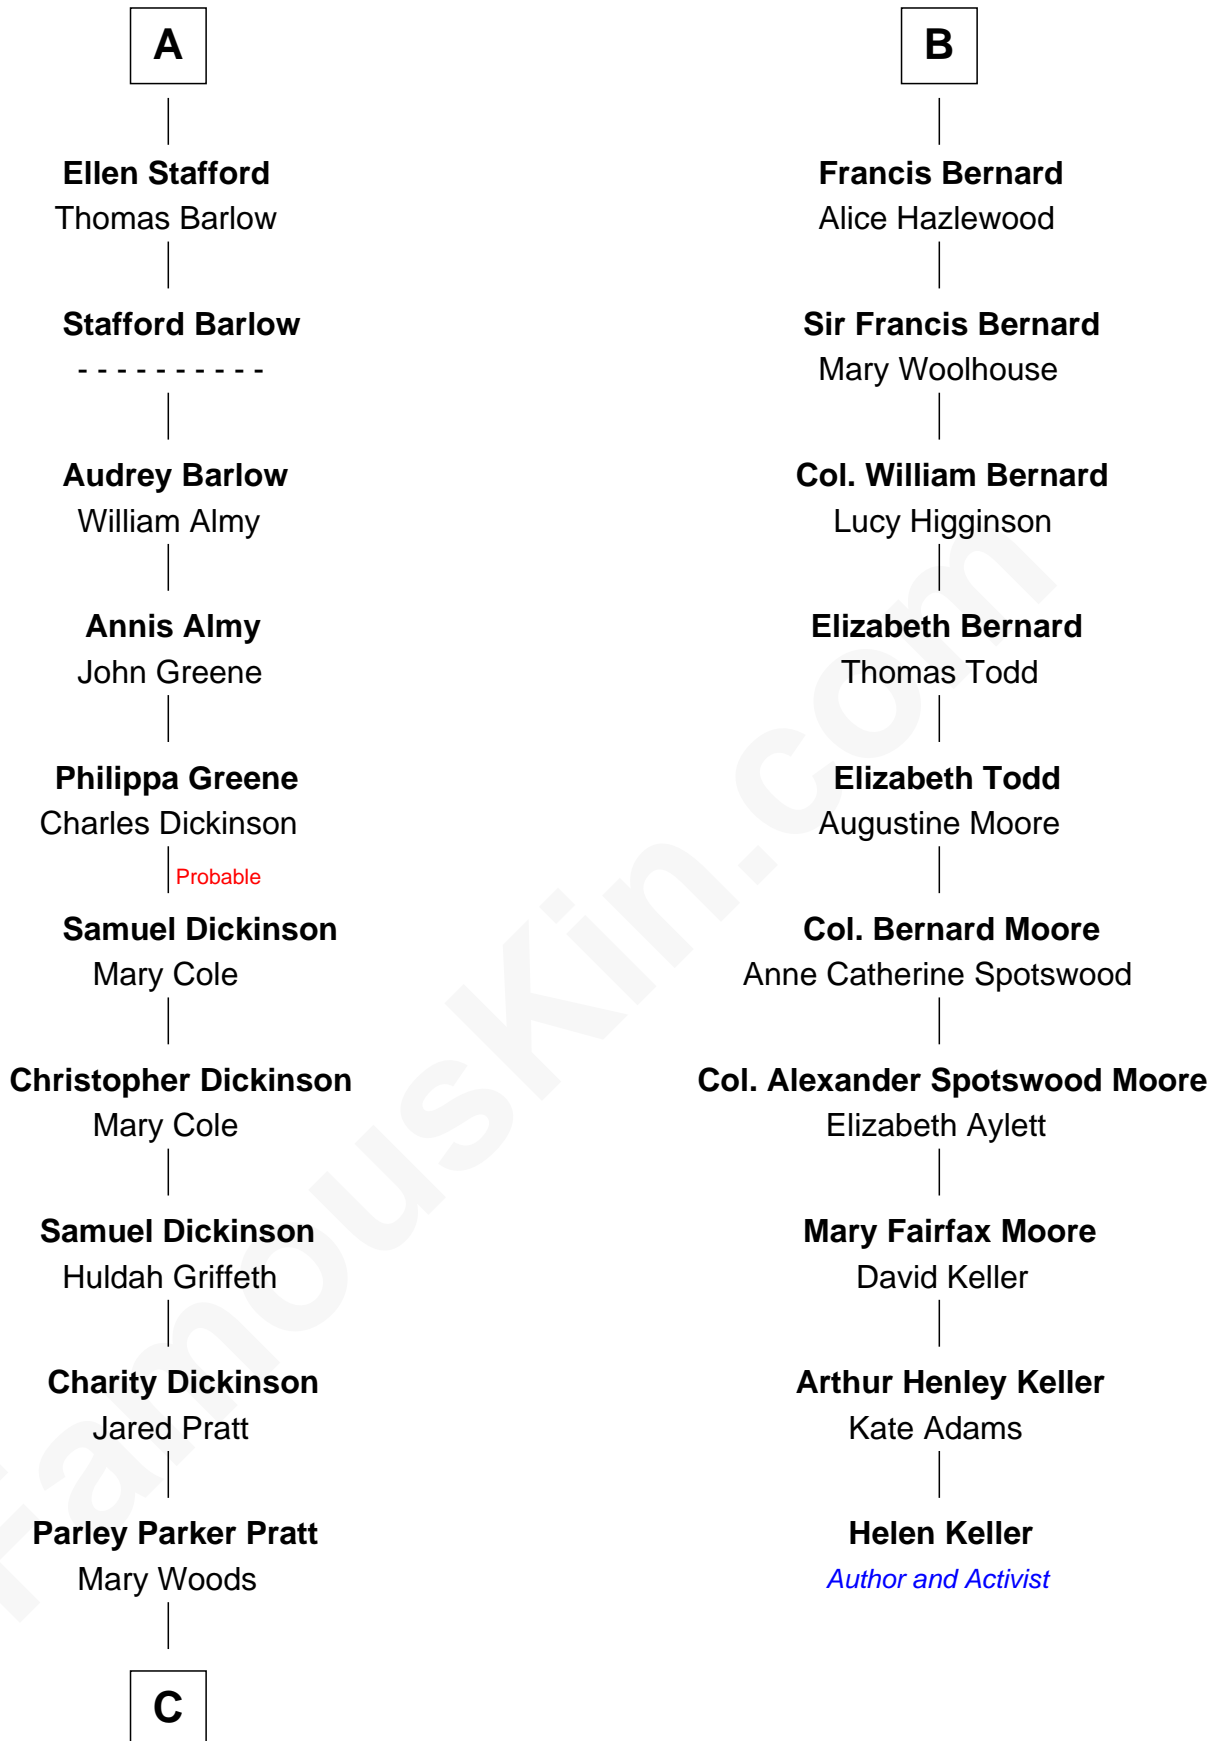 A
Ellen Stafford
Thomas Barlow
Stafford Barlow
- - - - - - - - - -
Audrey Barlow
William Almy
Annis Almy
John Greene
Philippa Greene
Charles Dickinson
Probable
Samuel Dickinson
Mary Cole
Christopher Dickinson
Mary Cole
Samuel Dickinson
Huldah Griffeth
Charity Dickinson
Jared Pratt
Parley Parker Pratt
Mary Woods
C
B
Francis Bernard
Alice Hazlewood
Sir Francis Bernard
Mary Woolhouse
Col. William Bernard
Lucy Higginson
Elizabeth Bernard
Thomas Todd
Elizabeth Todd
Augustine Moore
Col. Bernard Moore
Anne Catherine Spotswood
Col. Alexander Spotswood Moore
Elizabeth Aylett
Mary Fairfax Moore
David Keller
Arthur Henley Keller
Kate Adams
Helen Keller
Author and Activist
FamousKin.com